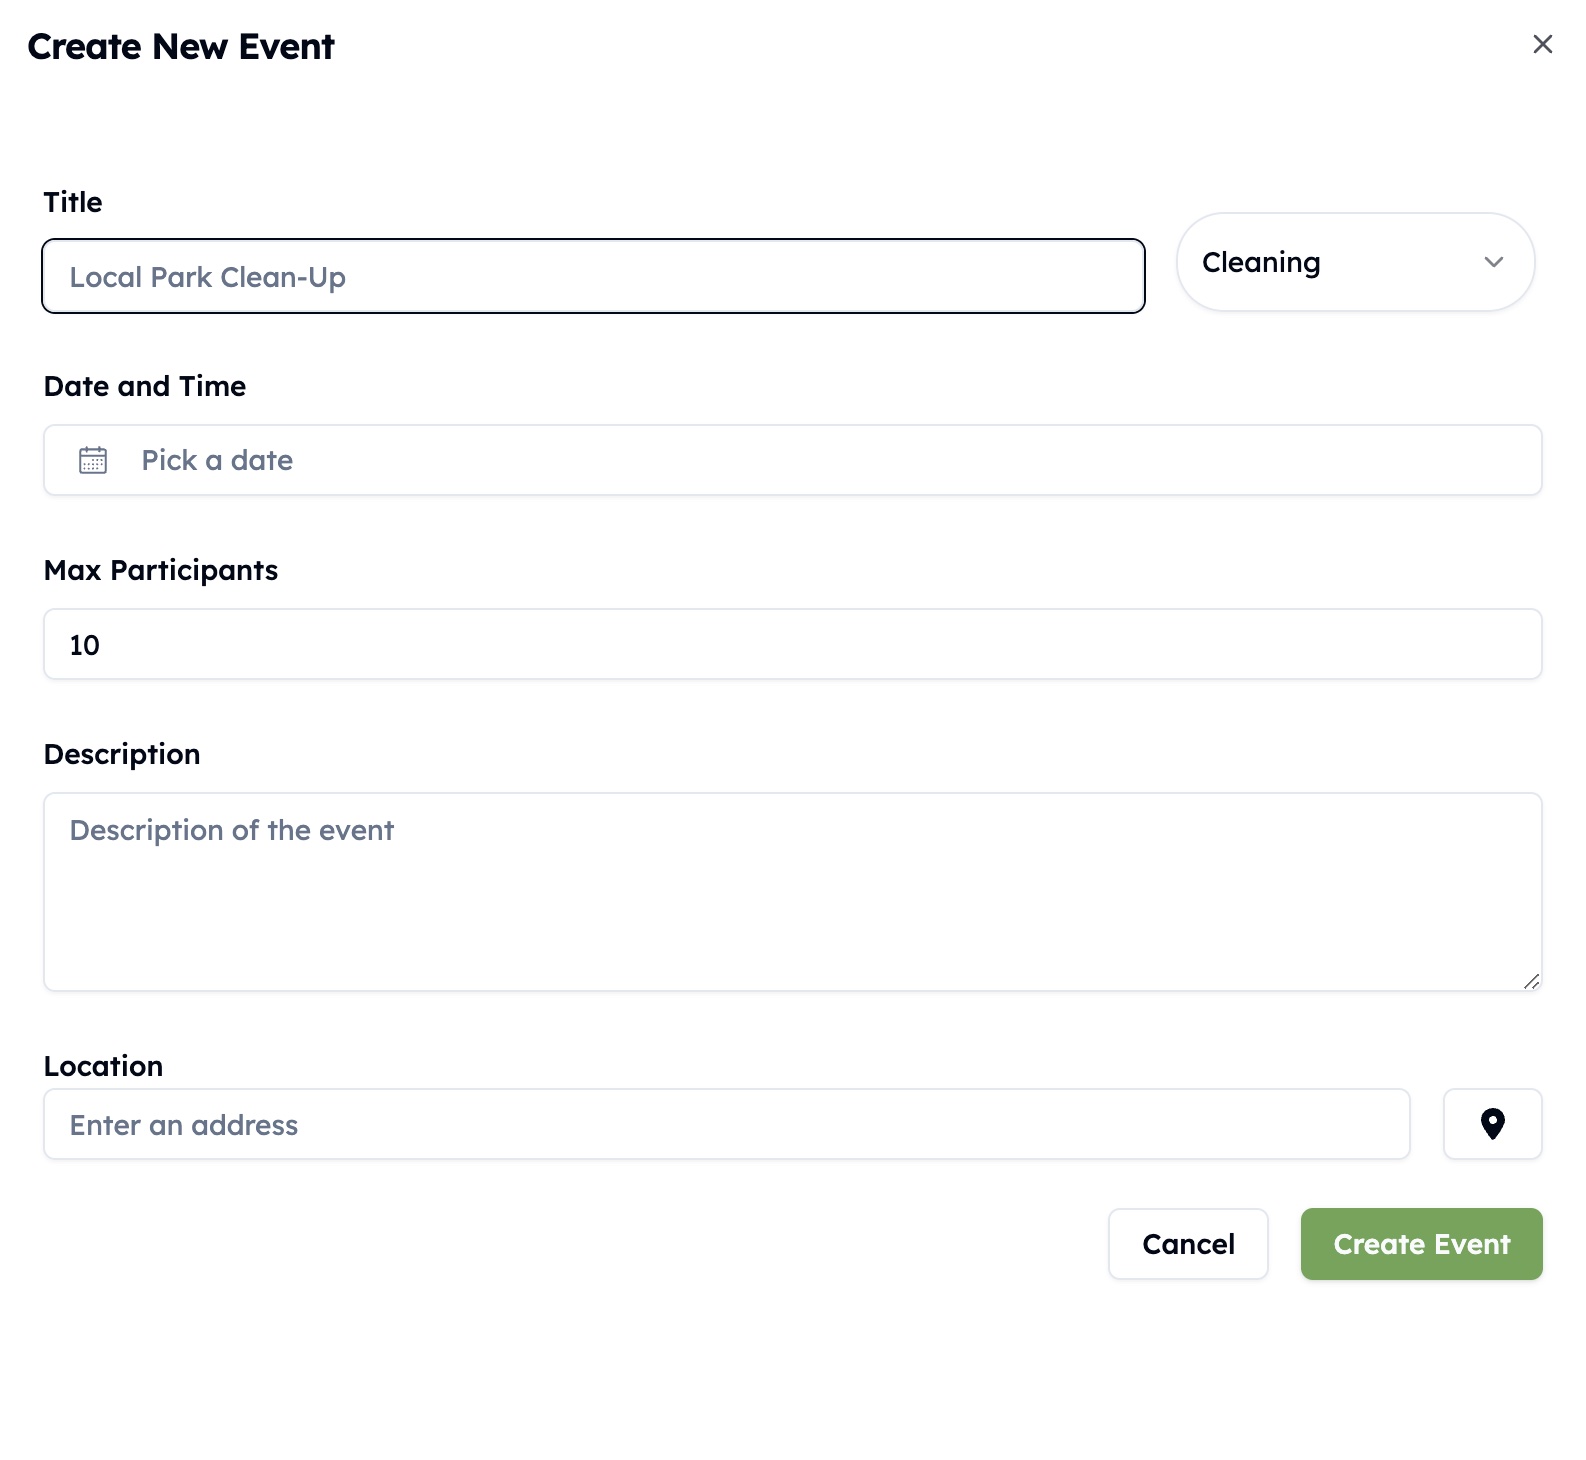 Create New Event
Title
Local Park Clean-Up
Cleaning
Date and Time
Pick a date
Max Participants
10
Description
Description of the event
Location
Enter an address
Cancel
Create Event